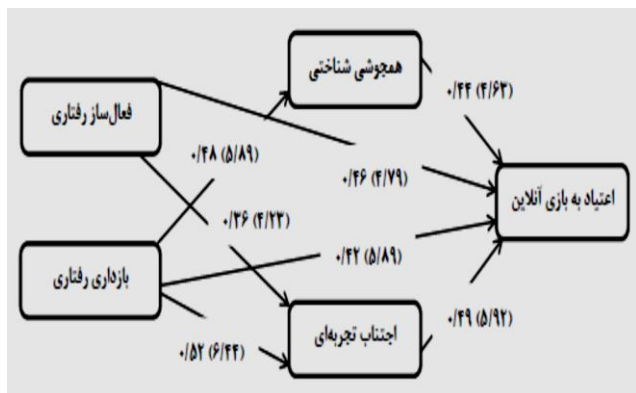 همجوشی شناختی
۰/۴۴ (۴/۶۳)
فعال‌ساز رفتاری
۰/۴۸ (۵/۸۹)
۰/۴۶ (۴/۷۹)
اعتیاد به بازی آنلاین
۰/۳۶ (۴/۲۳)
۰/۴۲ (۵/۸۹)
بازداری رفتاری
۰/۴۹ (۵/۹۲)
اجتناب تجربه‌ای
۰/۵۲ (۶/۴۴)